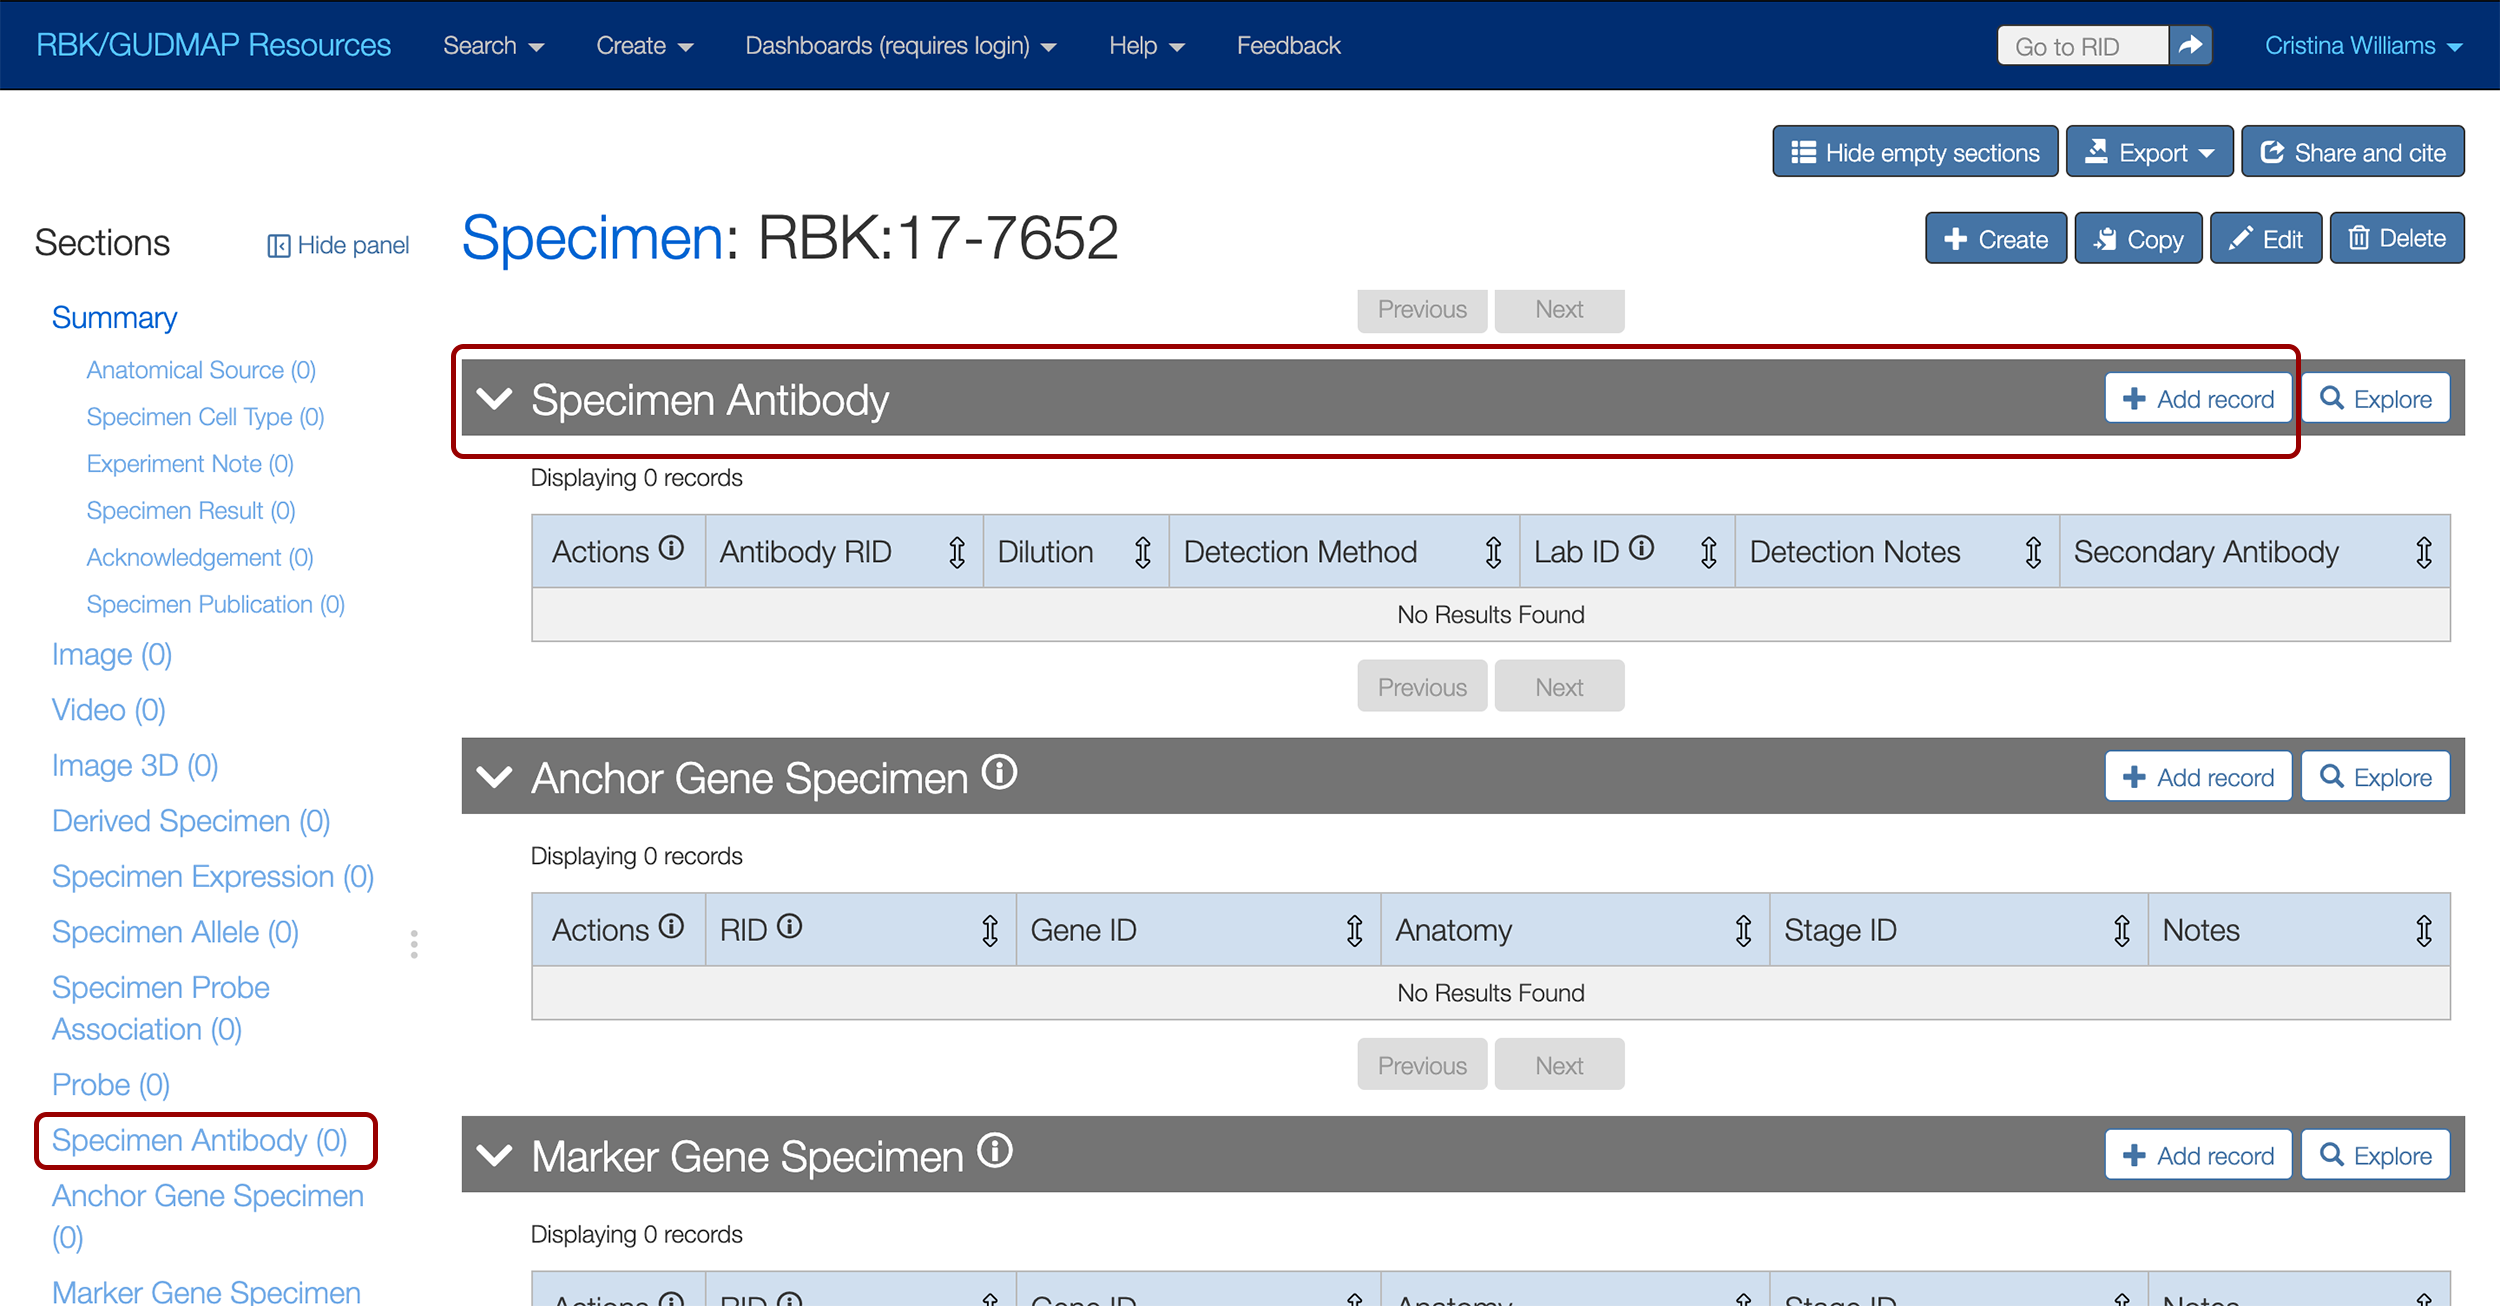 RBK/GUDMAP Resources Search Create Dashboards (requires login) Help Feedback Go to RID Cristina Williams
Hide empty sections Export Share and cite
Sections Hide panel
Specimen: RBK:17-7652
Create Copy Edit Delete
Summary
Anatomical Source (0)
Specimen Cell Type (0)
Experiment Note (0)
Specimen Result (0)
Acknowledgement (0)
Specimen Publication (0)
Image (0)
Video (0)
Image 3D (0)
Derived Specimen (0)
Specimen Expression (0)
Specimen Allele (0)
Specimen Probe
Association (0)
Probe (0)
Specimen Antibody (0)
Anchor Gene Specimen
(0)
Marker Gene Specimen
Previous Next
Specimen Antibody Add record Explore
Displaying 0 records
Actions Antibody RID Dilution Detection Method Lab ID Detection Notes Secondary Antibody
No Results Found
Previous Next
Anchor Gene Specimen Add record Explore
Displaying 0 records
Actions RID Gene ID Anatomy Stage ID Notes
No Results Found
Previous Next
Marker Gene Specimen Add record Explore
Displaying 0 records
Actions RID Gene ID Anatomy Stage ID Notes